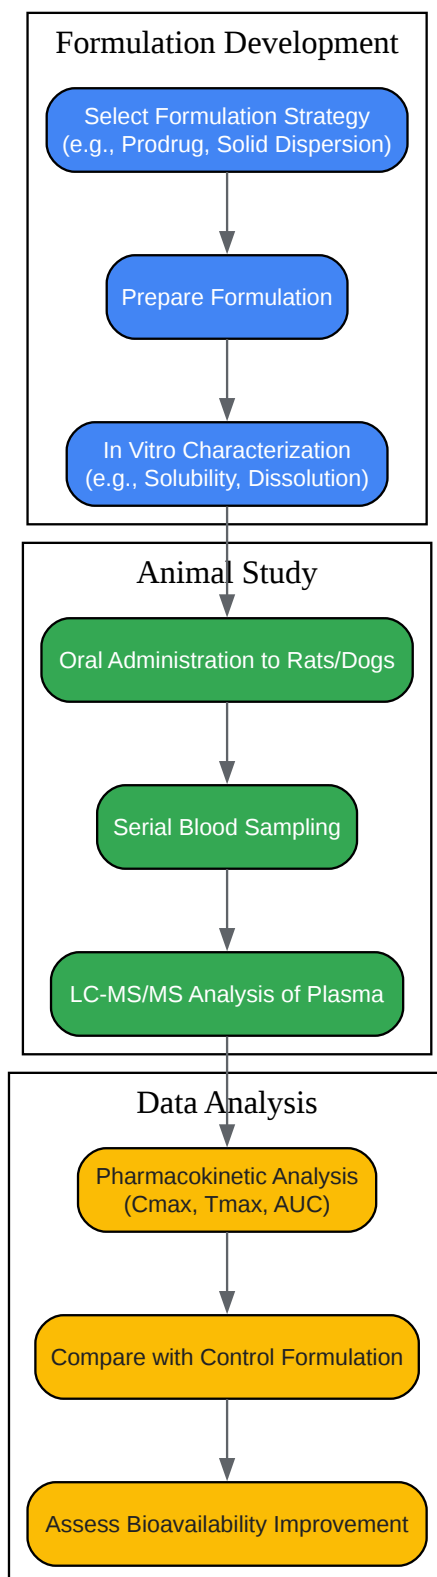 Formulation Development
Select Formulation Strategy
(e.g., Prodrug, Solid Dispersion)
Prepare Formulation
In Vitro Characterization
(e.g., Solubility, Dissolution)
Animal Study
Oral Administration to Rats/Dogs
Serial Blood Sampling
LC-MS/MS Analysis of Plasma
Data Analysis
Pharmacokinetic Analysis
(Cmax, Tmax, AUC)
Compare with Control Formulation
Assess Bioavailability Improvement